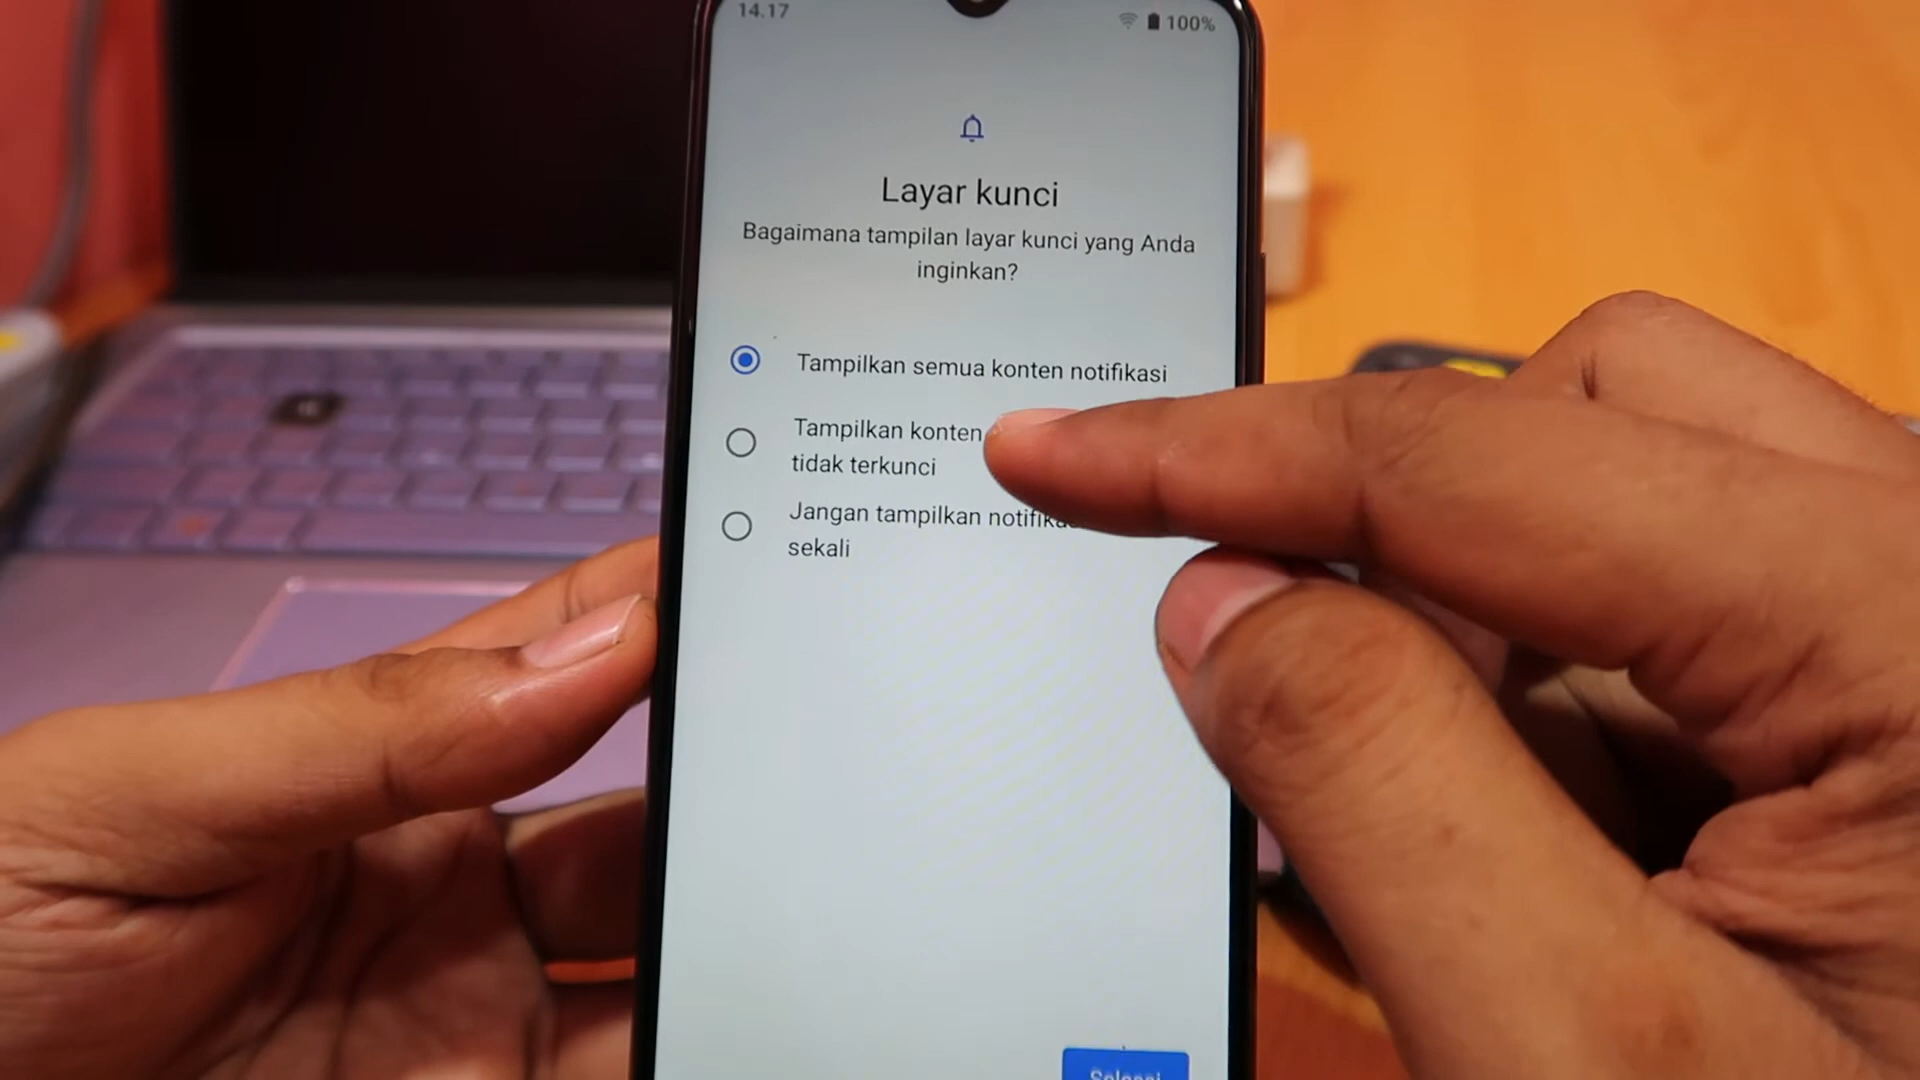 14.17
100%
Layar kunci
Bagaimana tampilan layar kunci yang Anda
inginkan?
Tampilkan semua konten notifikasi
Tampilkan konten
tidak terkunci
Jangan tampilkan
sekali
Selesai